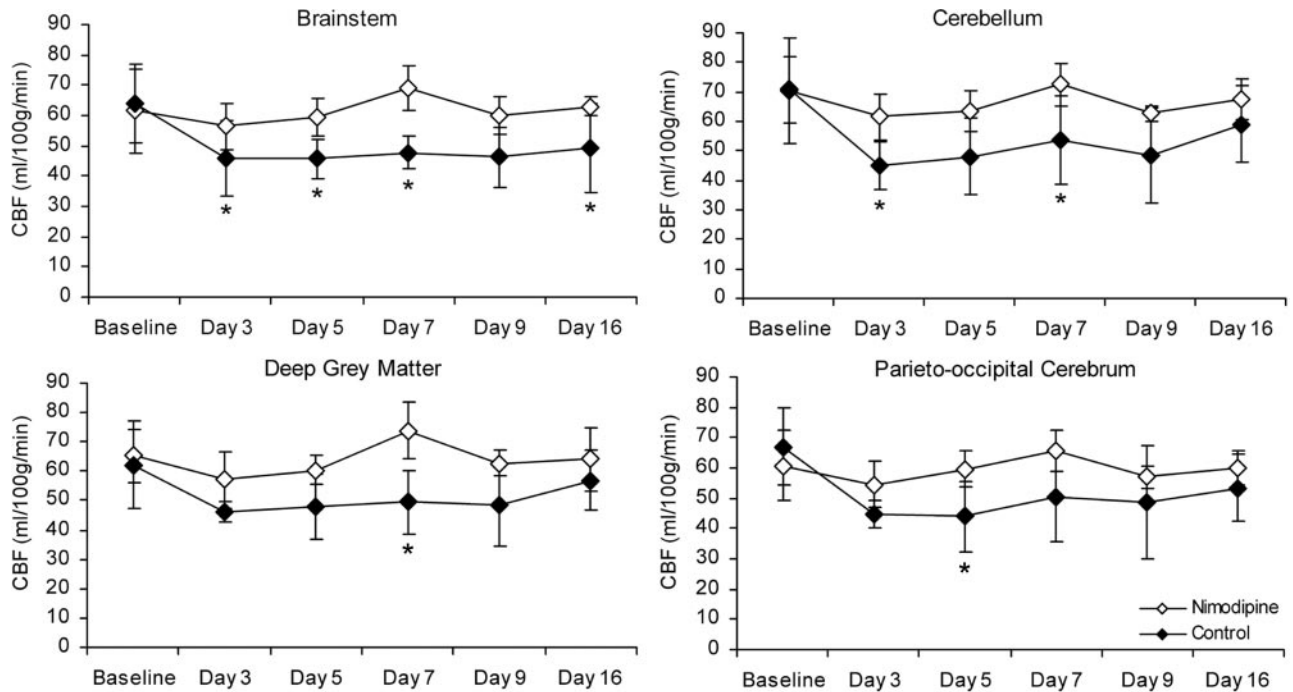 Brainstem
90
80
70
60
50
40
30
20
10
0
CBF (ml/100g/min)
* * * *
Baseline Day 3 Day 5 Day 7 Day 9 Day 16
Cerebellum
90
80
70
60
50
40
30
20
10
0
CBF (ml/100g/min)
* *
Baseline Day 3 Day 5 Day 7 Day 9 Day 16
Deep Grey Matter
90
80
70
60
50
40
30
20
10
0
CBF (ml/100g/min)
*
Baseline Day 3 Day 5 Day 7 Day 9 Day 16
Parieto-occipital Cerebrum
90
80
70
60
50
40
30
20
10
0
CBF (ml/100g/min)
*
Nimodipine
Control
Baseline Day 3 Day 5 Day 7 Day 9 Day 16